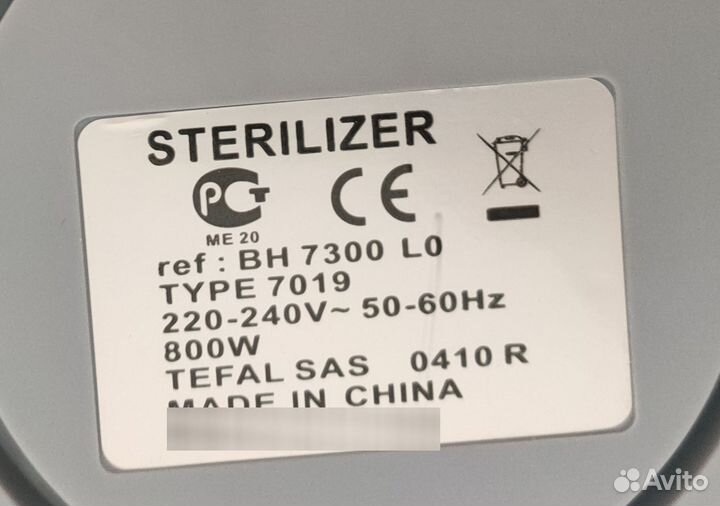 STERILIZER
РСТ CE
ME 20
ref : BH 7300 L0
TYPE 7019
220-240V~ 50-60Hz
800W
TEFAL SAS 0410 R
MADE IN CHINA
Avito